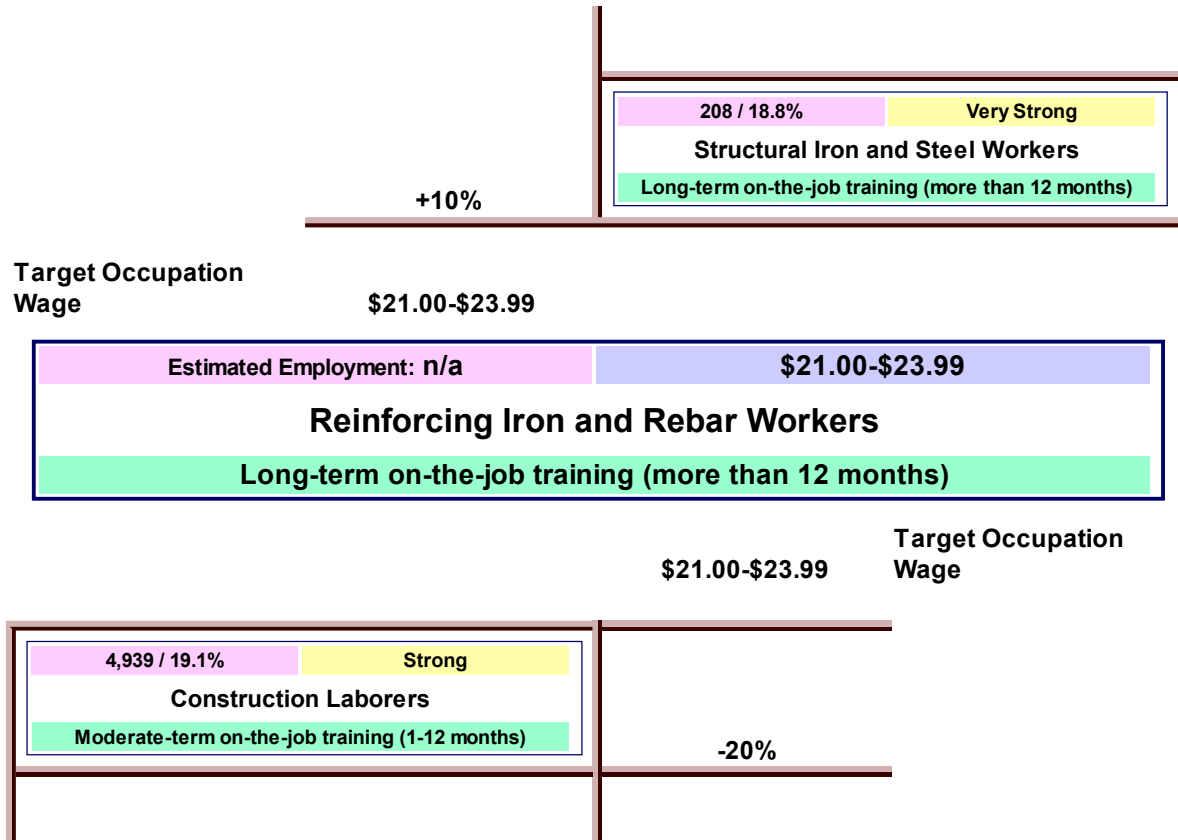 208 / 18.8% Very Strong
Structural Iron and Steel Workers
Long-term on-the-job training (more than 12 months)
+10%
Target Occupation
Wage $21.00-$23.99
Estimated Employment: n/a $21.00-$23.99
Reinforcing Iron and Rebar Workers
Long-term on-the-job training (more than 12 months)
Target Occupation
$21.00-$23.99 Wage
4,939 / 19.1% Strong
Construction Laborers
Moderate-term on-the-job training (1-12 months)
-20%